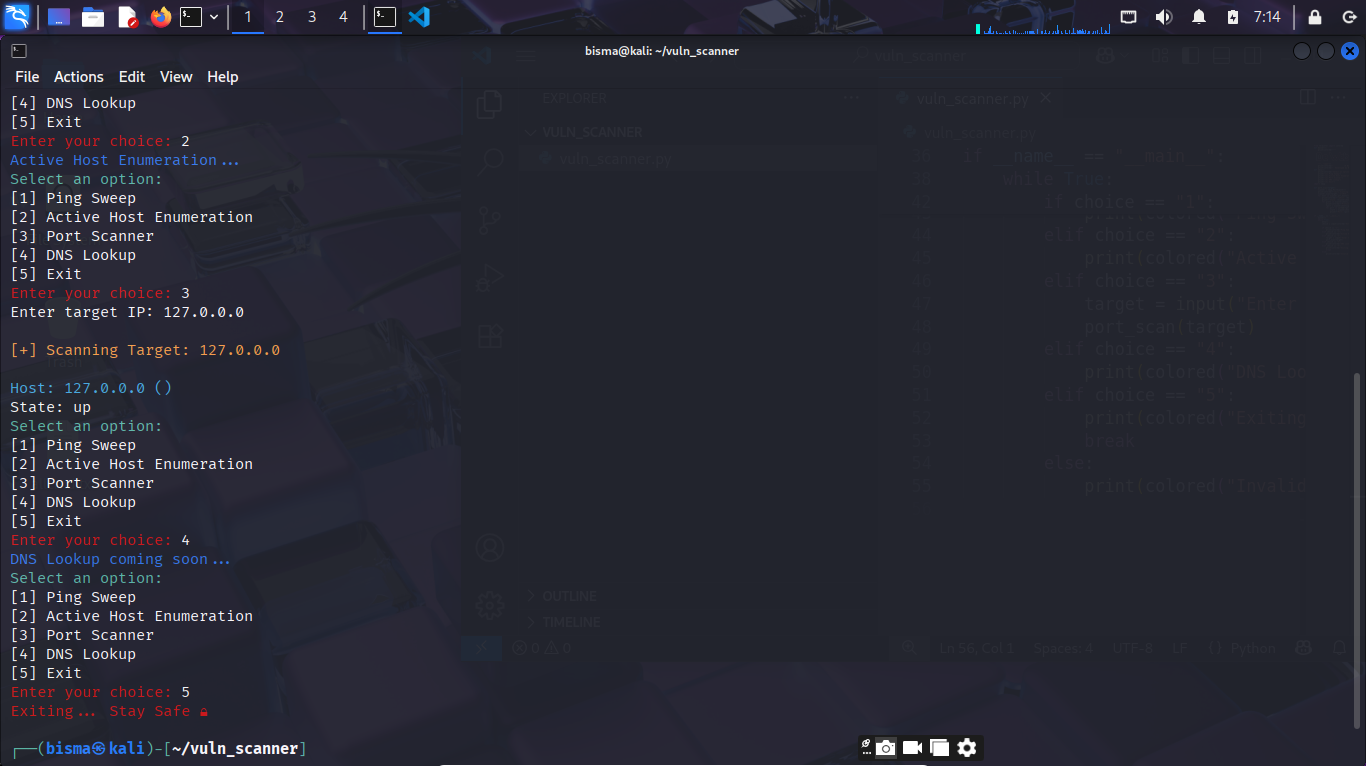 1 2 3 4 7:14
bisma@kali: ~/vuln_scanner
File Actions Edit View Help
[4] DNS Lookup
[5] Exit
Enter your choice: 2
Active Host Enumeration...
Select an option:
[1] Ping Sweep
[2] Active Host Enumeration
[3] Port Scanner
[4] DNS Lookup
[5] Exit
Enter your choice: 3
Enter target IP: 127.0.0.0
[+] Scanning Target: 127.0.0.0
Host: 127.0.0.0 ()
State: up
Select an option:
[1] Ping Sweep
[2] Active Host Enumeration
[3] Port Scanner
[4] DNS Lookup
[5] Exit
Enter your choice: 4
DNS Lookup coming soon...
Select an option:
[1] Ping Sweep
[2] Active Host Enumeration
[3] Port Scanner
[4] DNS Lookup
[5] Exit
Enter your choice: 5
Exiting... Stay Safe 🔒
┌──(bisma㉿kali)-[~/vuln_scanner]
Trash
vuln_scanner
EXPLORER
VULN_SCANNER
vuln_scanner.py
OUTLINE
TIMELINE
vuln_scanner.py
vuln_scanner.py
if __name__ == "__main__":
while True:
42 if choice == "1":
44 elif choice == "2":
45 print(colored("Active
46 elif choice == "3":
47 target = input("Enter
48 port_scan(target)
49 elif choice == "4":
50 print(colored("DNS Loo
51 elif choice == "5":
52 print(colored("Exiting
53 break
54 else:
55 print(colored("Invalid
0 0 Ln 56, Col 1 Spaces: 4 UTF-8 LF Python